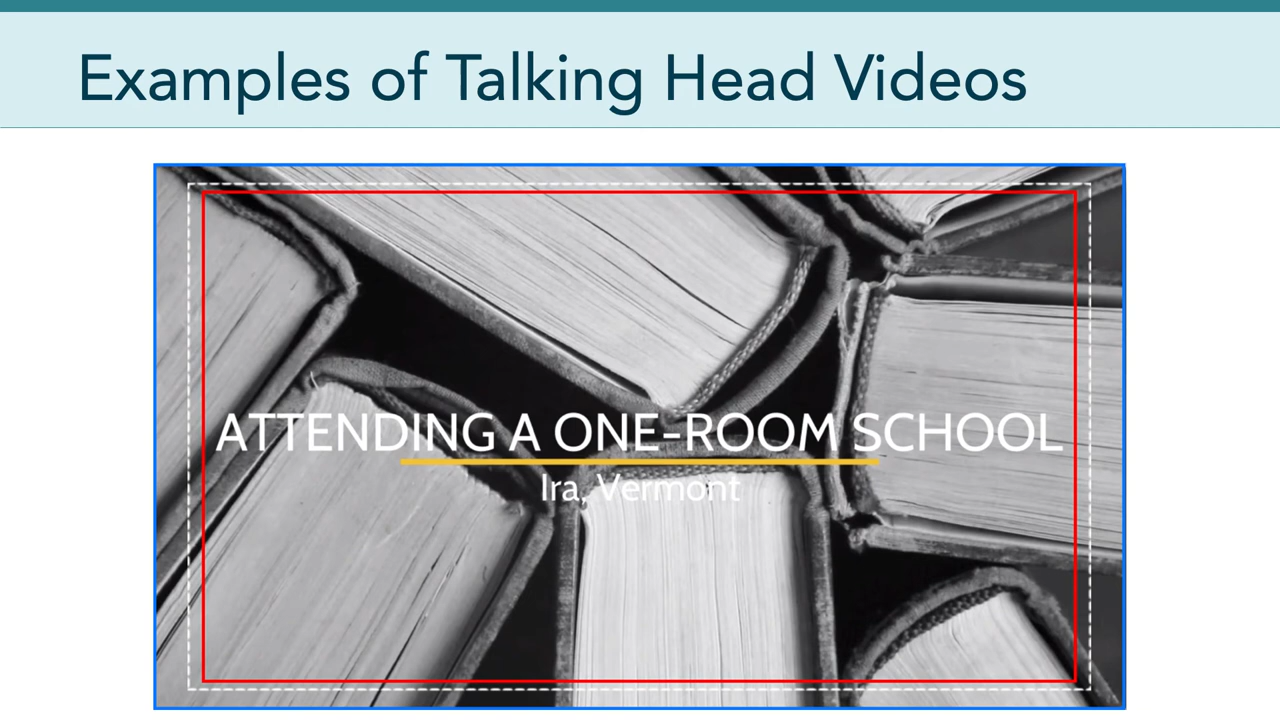 Examples of Talking Head Videos
ATTENDING A ONE-ROOM SCHOOL
Ira, Vermont